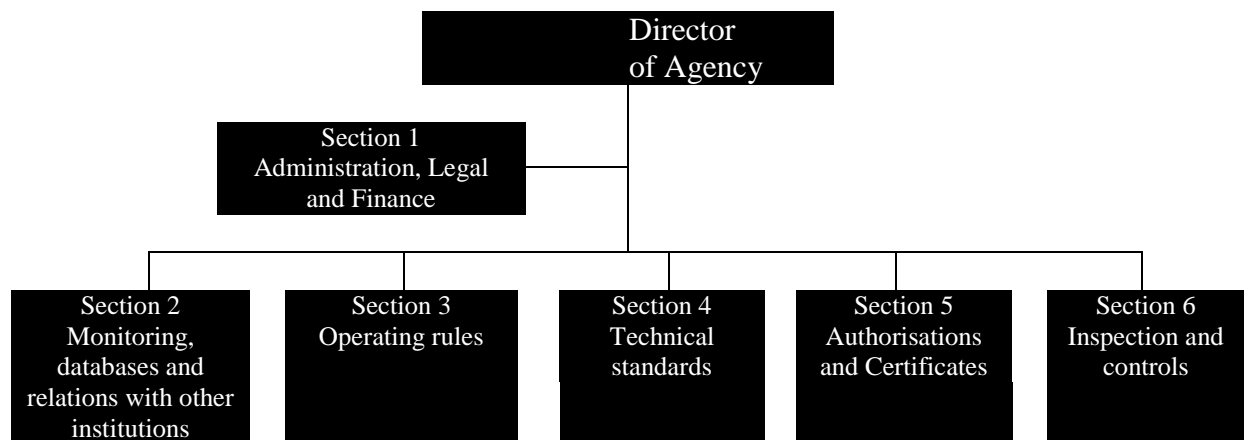 Director
of Agency
Section 1
Administration, Legal
and Finance
Section 2
Monitoring,
databases and
relations with other
institutions
Section 3
Operating rules
Section 4
Technical
standards
Section 5
Authorisations
and Certificates
Section 6
Inspection and
controls